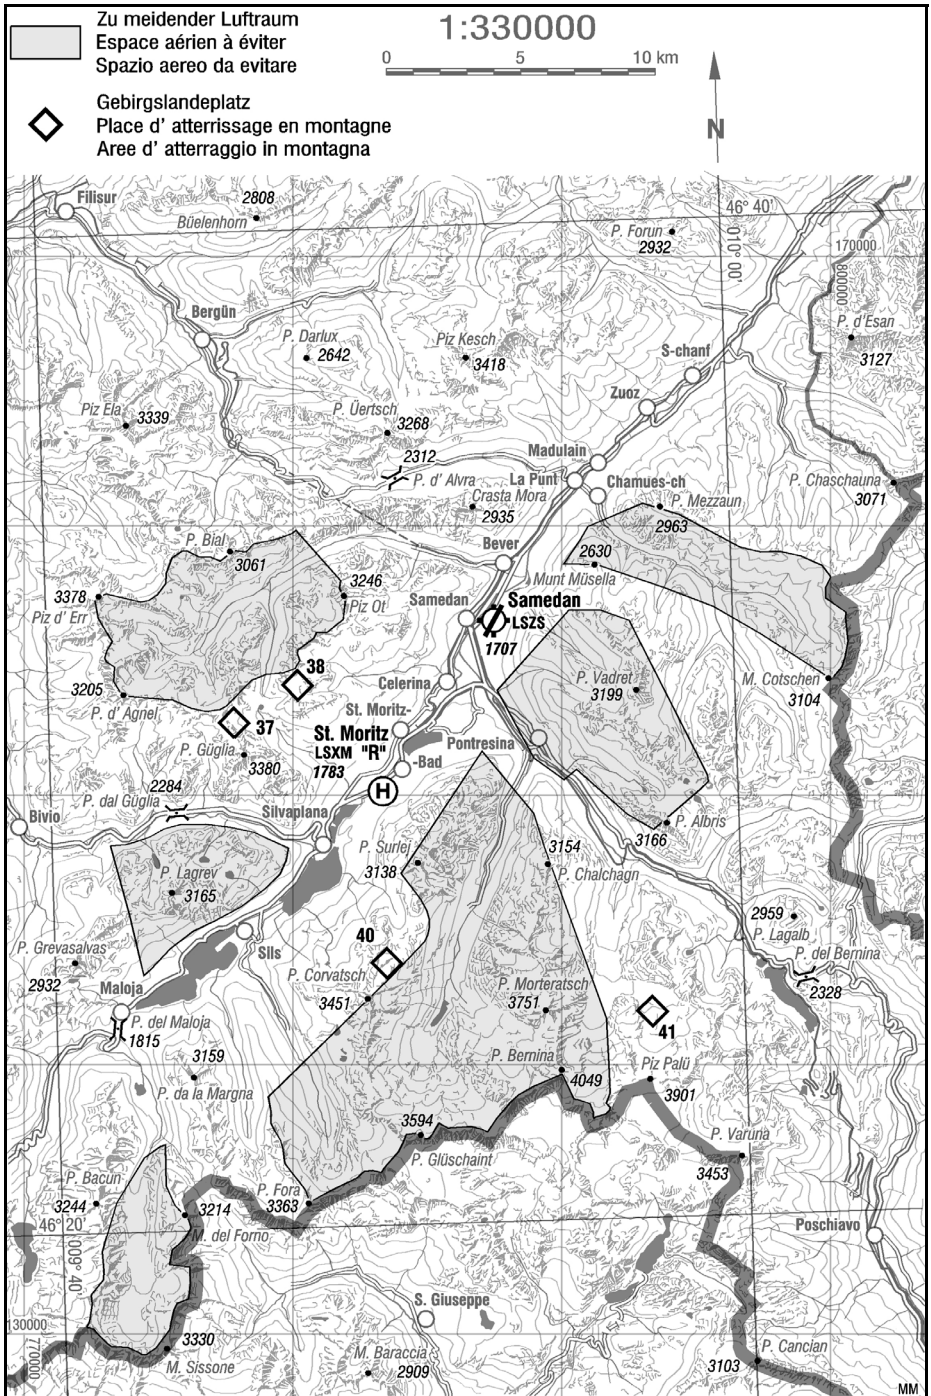 Zu meidender Luftraum
Espace aérien à éviter
Spazio aereo da evitare
1:330000
0 5 10 km
Gebirgslandeplatz
Place d' atterrissage en montagne
Aree d' atterraggio in montagna
N
Filisur
2808
Büelenhorn
46° 40'
P. Forun
2932
010° 00'
170000
800000
Bergün
P. Darlux
2642
Piz Kesch
3418
P. d'Esan
3127
S-chanf
Zuoz
Piz Ela
3339
P. Üertsch
3268
2312
P. d' Alvra
Madulain
La Punt
Chamues-ch
P. Chaschauna
3071
Crasta Mora
2935
P. Mezzaun
2963
P. Bial
3061
Bever
2630
Munt Müsella
3378
Piz d' Err
3246
Piz Ot
Samedan
Samedan
LSZS
1707
38
Celerina
P. Vadret
3199
M. Cotschen
3104
3205
P. d' Agnel
37
St. Moritz-
St. Moritz
LSXM "R"
1783
-Bad
Pontresina
P. Güglia
3380
H
2284
P. dal Güglia
Silvaplana
Bivio
P. Albris
3166
P. Surlej
3138
3154
P. Chalchagn
P. Lagrev
3165
2959
P. Lagalb
Sils
40
P. del Bernina
2328
P. Grevasalvas
2932
P. Corvatsch
3451
P. Morteratsch
3751
Maloja
P. del Maloja
1815
41
3159
P. da la Margna
P. Bernina
4049
Piz Palü
3901
3594
P. Glüschaint
P. Varuna
3453
P. Bacun
3244
P. Fora
3363
3214
M. del Forno
46° 20'
009° 40'
Poschiavo
S. Giuseppe
130000
770000
3330
M. Sissone
M. Baraccia
2909
P. Cancian
3103
MM